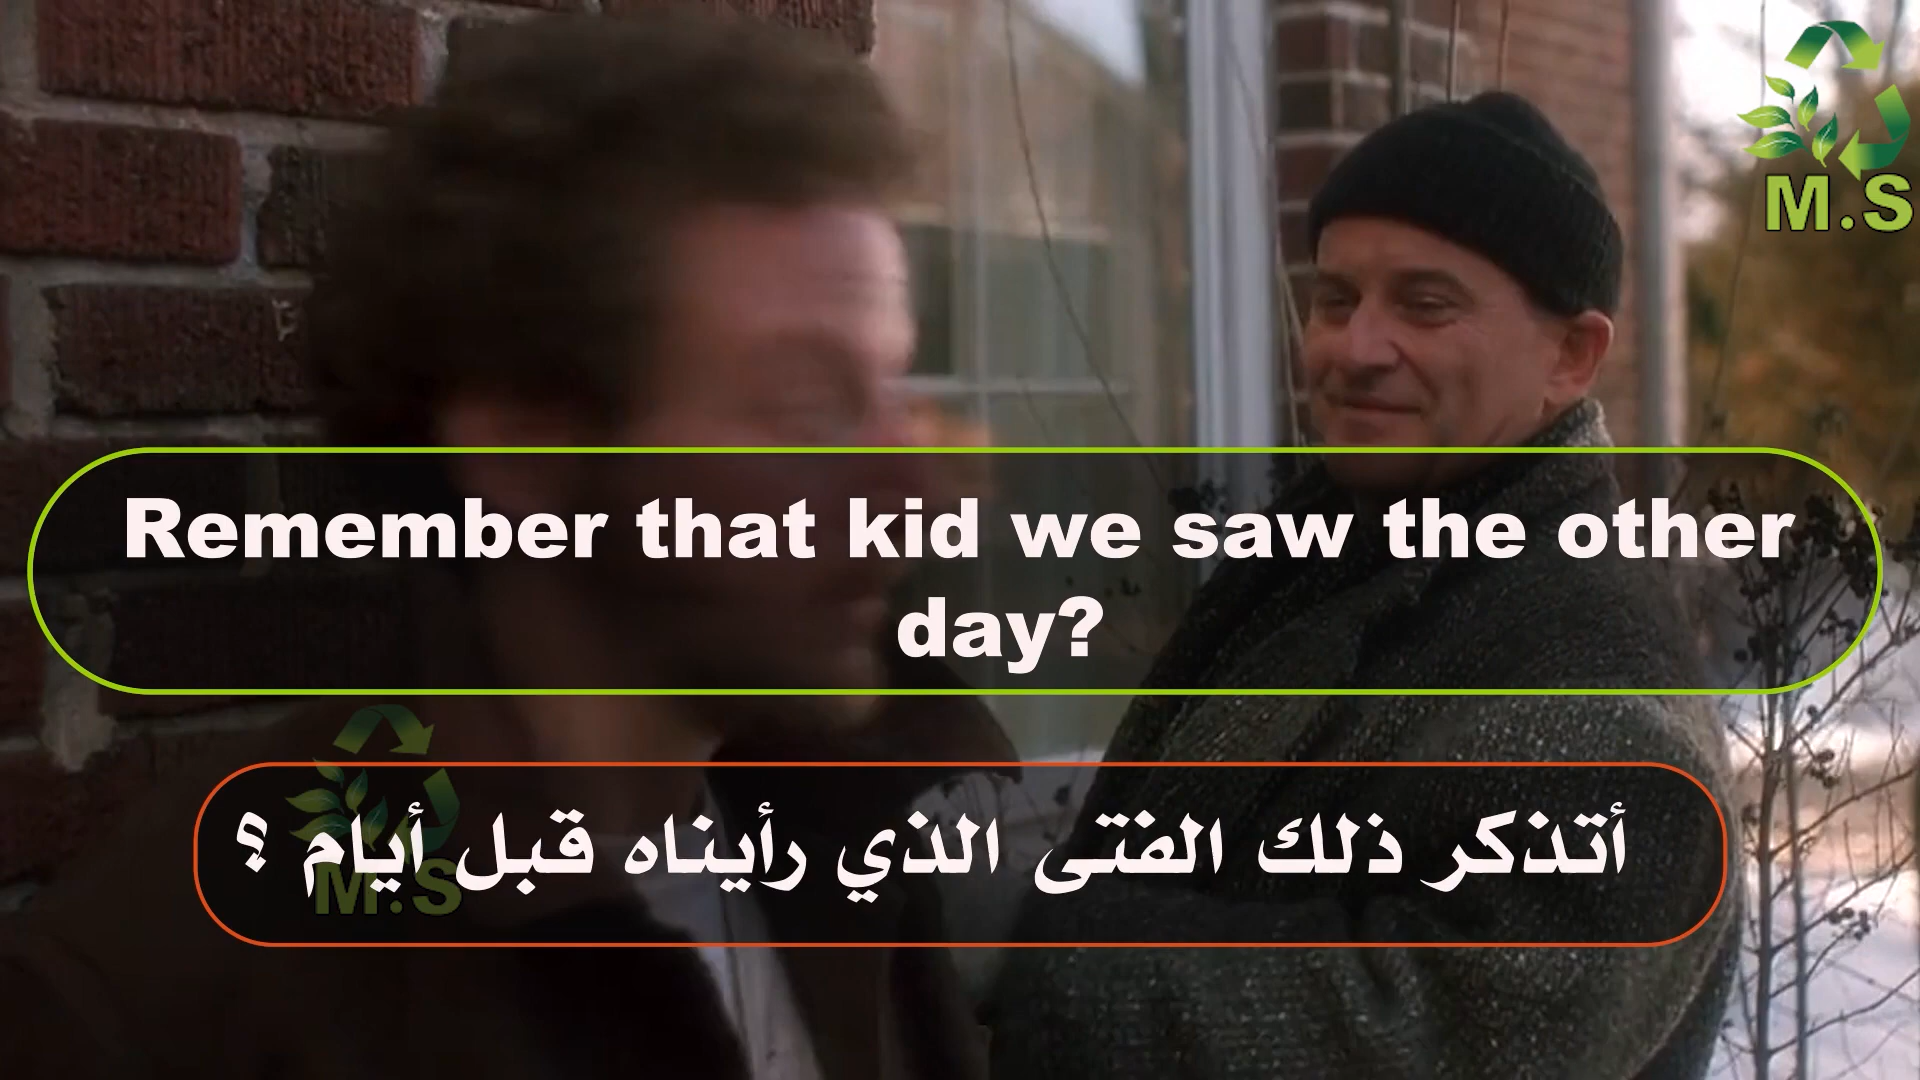 M.S
Remember that kid we saw the other
day?
أتذكر ذلك الفتى الذي رأيناه قبل أيام ؟
M.S